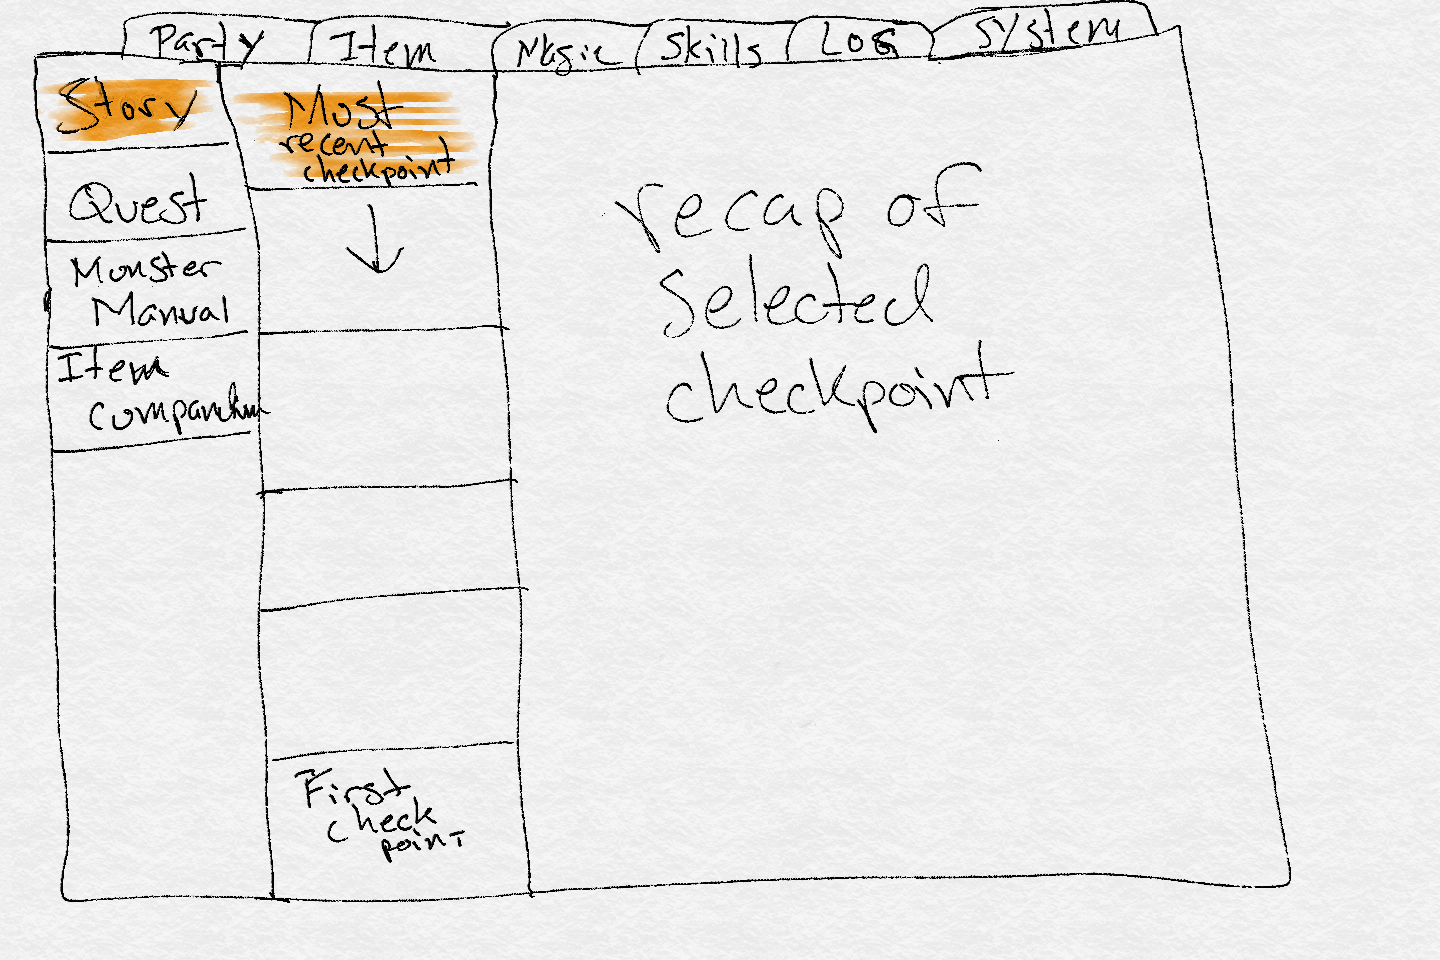 Party Item Magic Skills LOG System
Story
Quest
Monster
Manual
Item
Compendium
Most
recent
checkpoint
First
check
point
recap of
selected
checkpoint